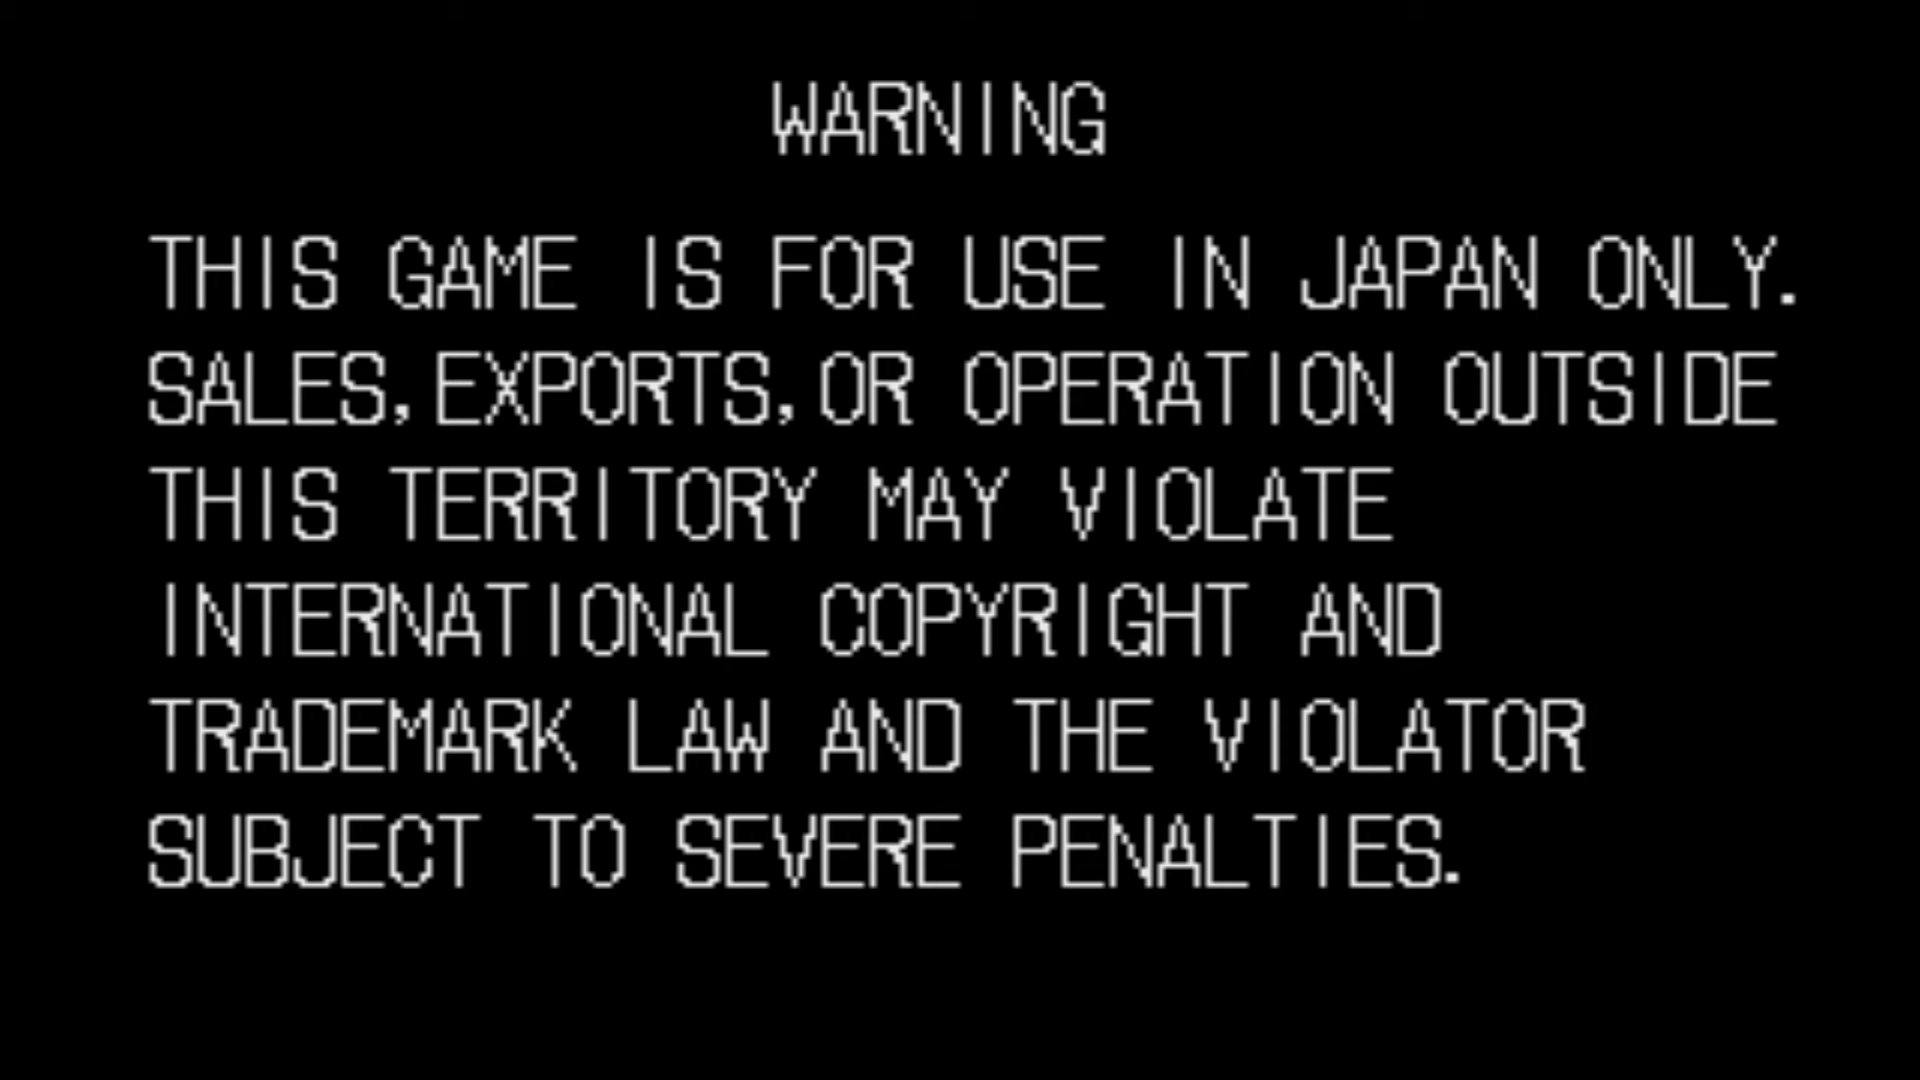 WARNING
THIS GAME IS FOR USE IN JAPAN ONLY.
SALES,EXPORTS,OR OPERATION OUTSIDE
THIS TERRITORY MAY VIOLATE
INTERNATIONAL COPYRIGHT AND
TRADEMARK LAW AND THE VIOLATOR
SUBJECT TO SEVERE PENALTIES.